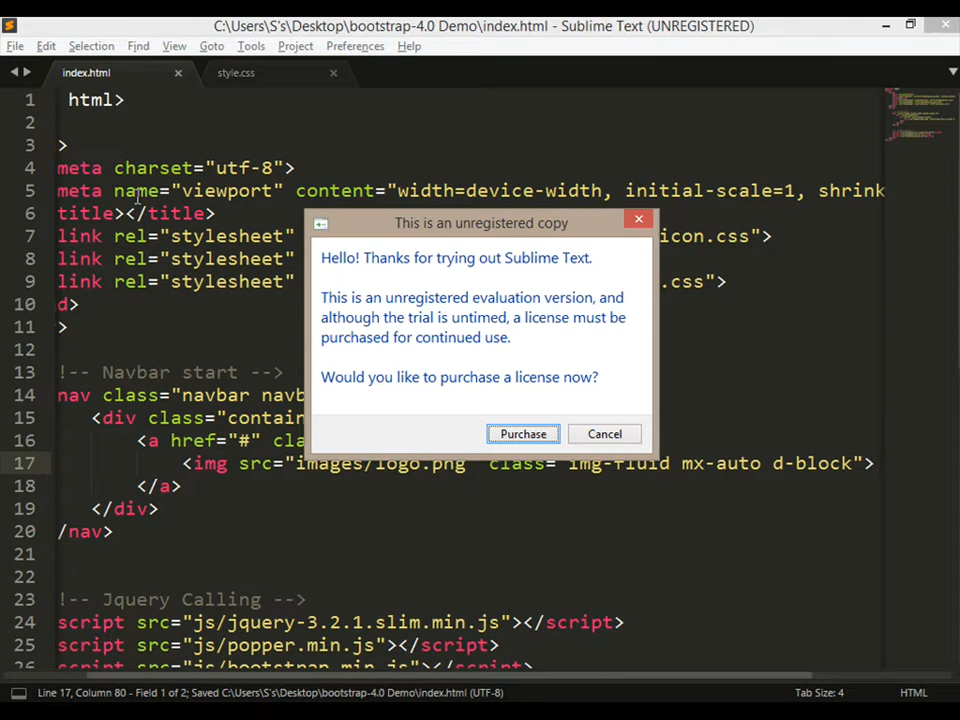 C:\Users\S's\Desktop\bootstrap-4.0 Demo\index.html - Sublime Text (UNREGISTERED)
File Edit Selection Find View Goto Tools Project Preferences Help
index.html style.css
1 html>
2
3 >
4 meta charset="utf-8">
5 meta name="viewport" content="width=device-width, initial-scale=1, shrink
6 title></title>
7 link rel="stylesheet" icon.css">
8 link rel="stylesheet"
9 link rel="stylesheet" .css">
10 d>
11 >
12
13 !-- Navbar start -->
14 nav class="navbar navb
15 <div class="contain
16 <a href="#" cla
17 <img src="images/logo.png class="img-fluid mx-auto d-block">
18 </a>
19 </div>
20 /nav>
21
22
23 !-- Jquery Calling -->
24 script src="js/jquery-3.2.1.slim.min.js"></script>
25 script src="js/popper.min.js"></script>
26 script src="js/bootstrap.min.js"></script>
This is an unregistered copy
Hello! Thanks for trying out Sublime Text.
This is an unregistered evaluation version, and
although the trial is untimed, a license must be
purchased for continued use.
Would you like to purchase a license now?
Purchase Cancel
Line 17, Column 80 - Field 1 of 2; Saved C:\Users\S's\Desktop\bootstrap-4.0 Demo\index.html (UTF-8) Tab Size: 4 HTML